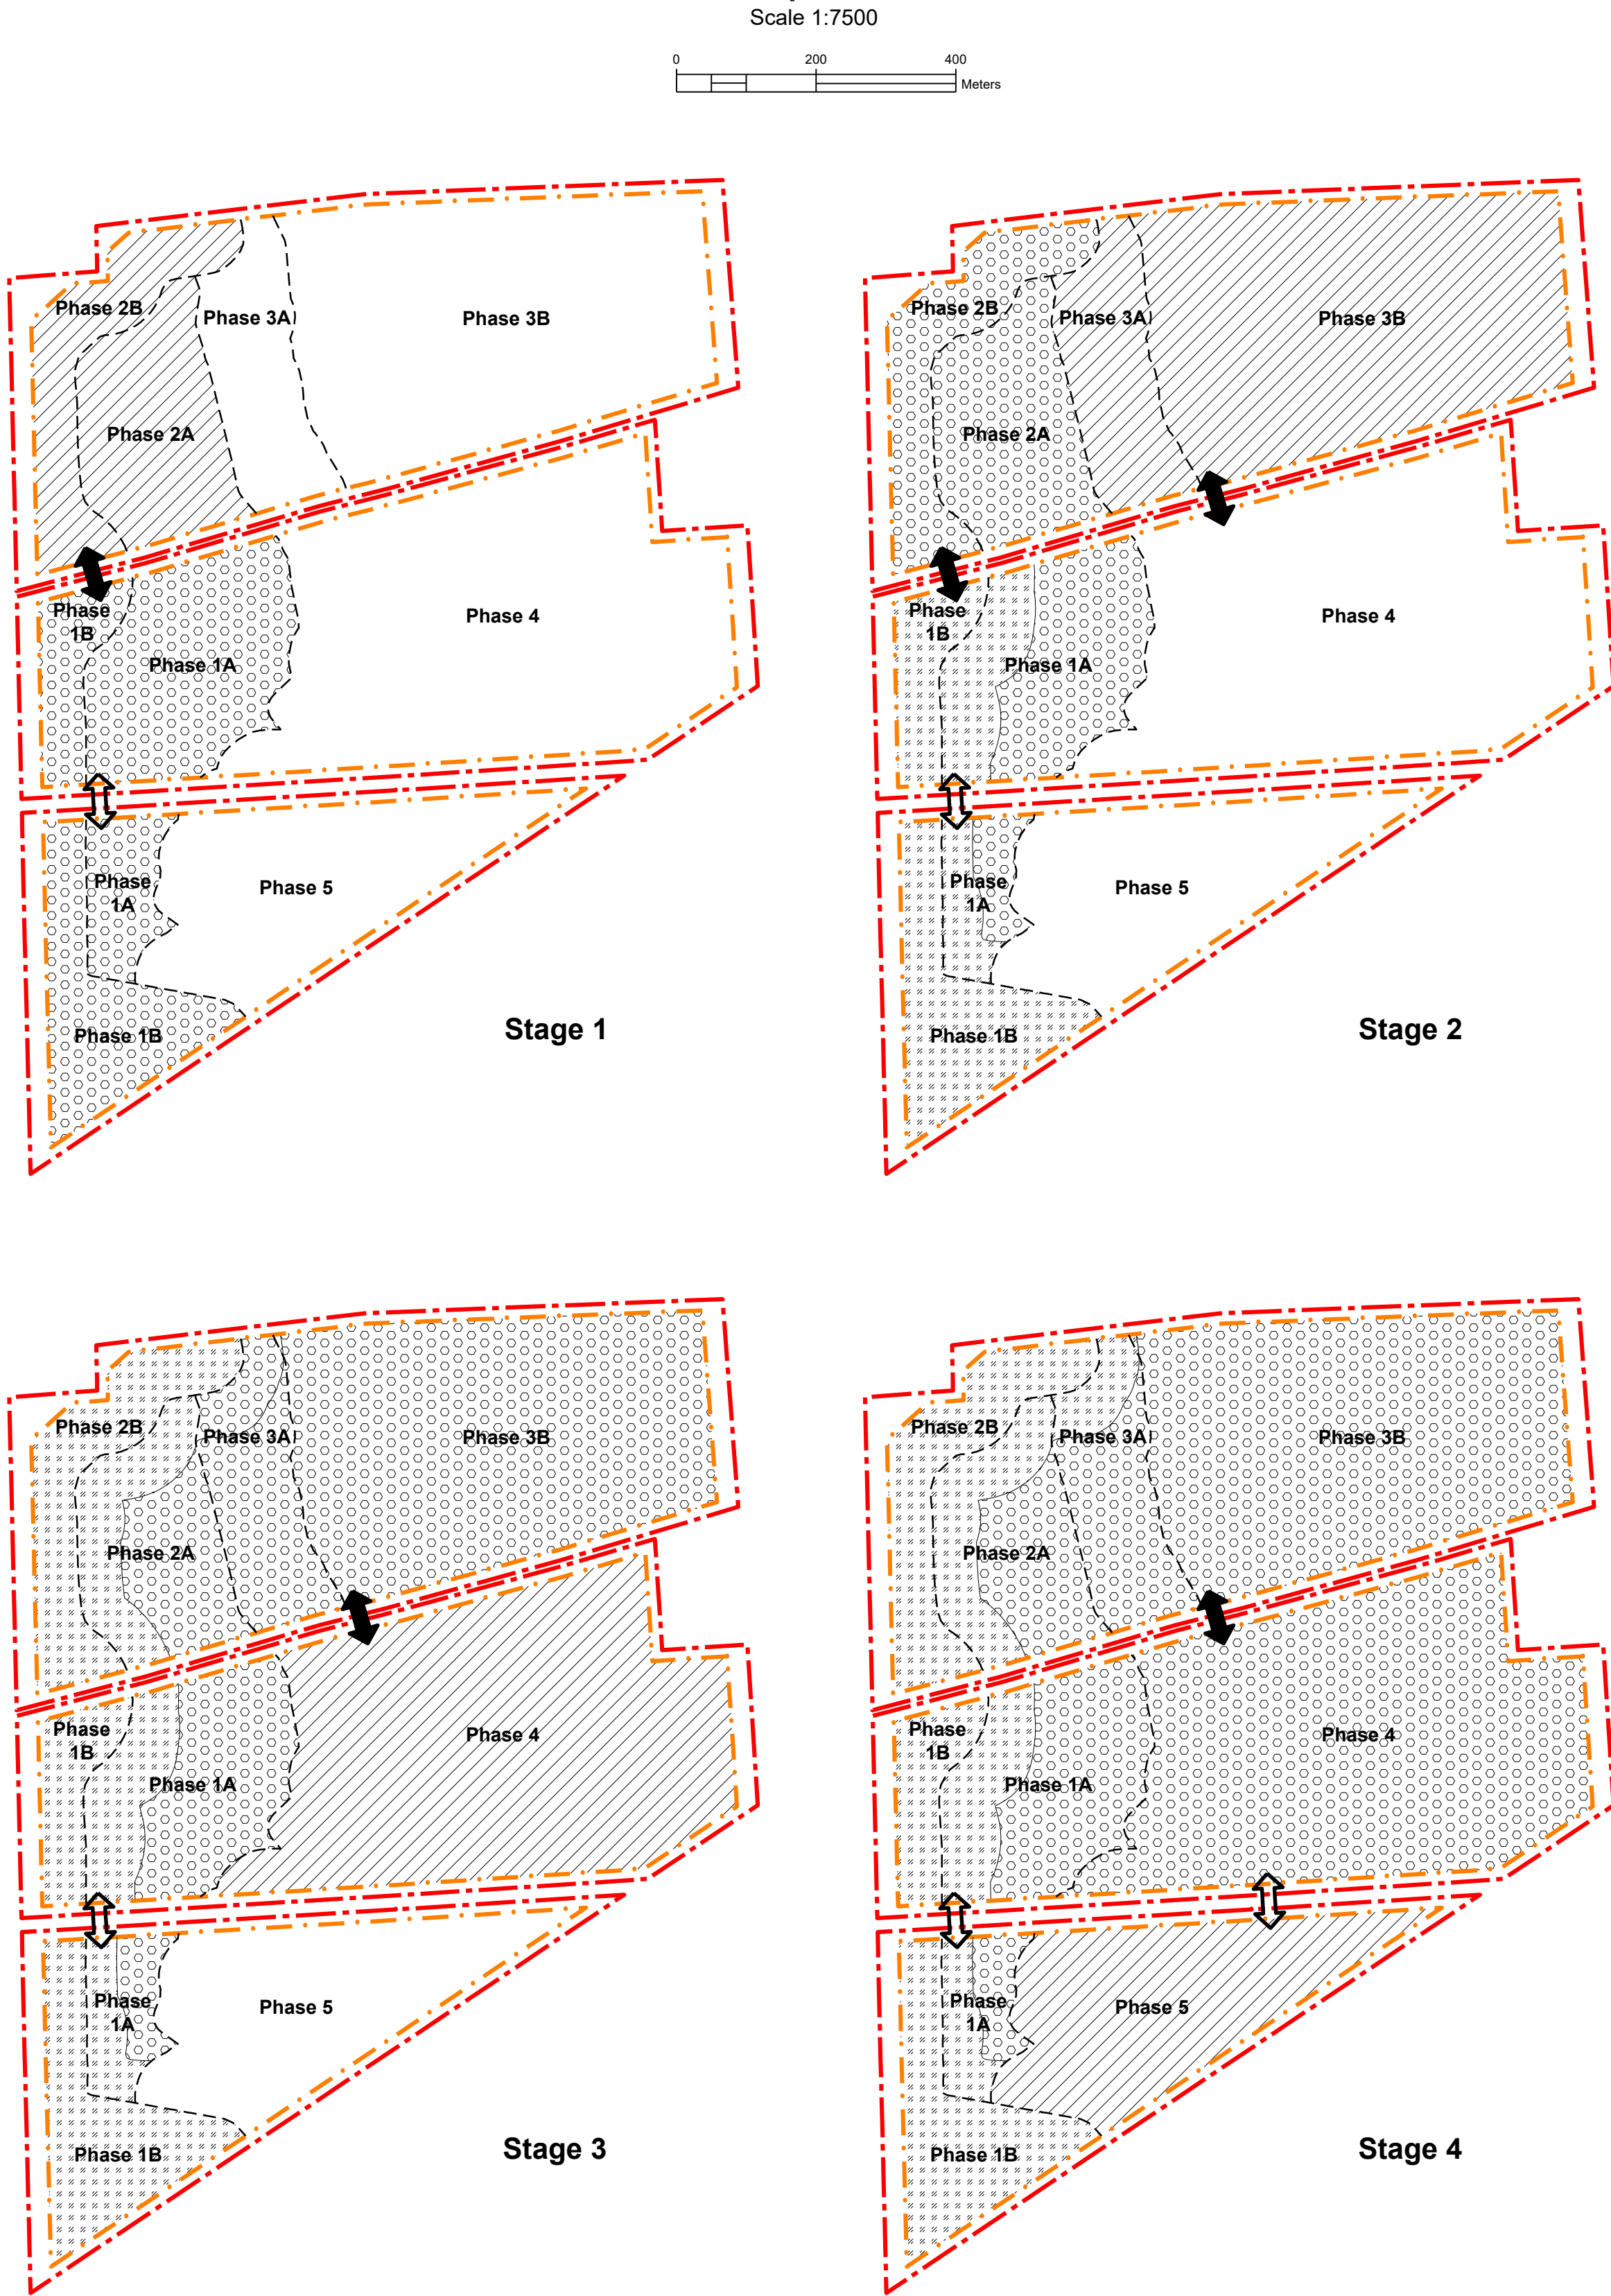 Scale 1:7500
0 200 400
Meters
Phase 2B
Phase 3A
Phase 3B
Phase 2A
Phase
1B
Phase 4
Phase 1A
Phase
1A
Phase 5
Phase 1B
Stage 1
Phase 2B
Phase 3A
Phase 3B
Phase 2A
Phase
1B
Phase 4
Phase 1A
Phase
1A
Phase 5
Phase 1B
Stage 2
Phase 2B
Phase 3A
Phase 3B
Phase 2A
Phase
1B
Phase 4
Phase 1A
Phase
1A
Phase 5
Phase 1B
Stage 3
Phase 2B
Phase 3A
Phase 3B
Phase 2A
Phase
1B
Phase 4
Phase 1A
Phase
1A
Phase 5
Phase 1B
Stage 4